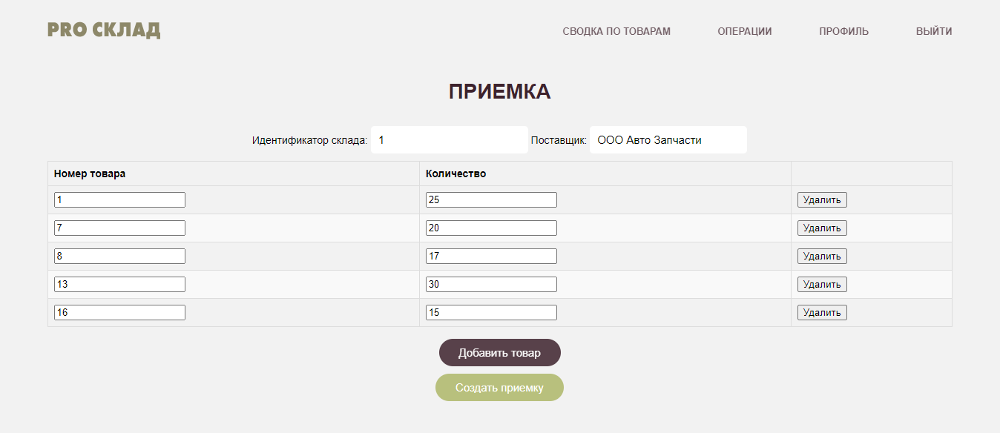 PRO СКЛАД
СВОДКА ПО ТОВАРАМ ОПЕРАЦИИ ПРОФИЛЬ ВЫЙТИ
ПРИЕМКА
Идентификатор склада: 1 Поставщик: ООО Авто Запчасти
Номер товара Количество
1 25 Удалить
7 20 Удалить
8 17 Удалить
13 30 Удалить
16 15 Удалить
Добавить товар
Создать приемку